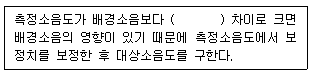 측정소음도가 배경소음보다 (      ) 차이로 크면
배경소음의 영향이 있기 때문에 측정소음도에서 보
정치를 보정한 후 대상소음도를 구한다.